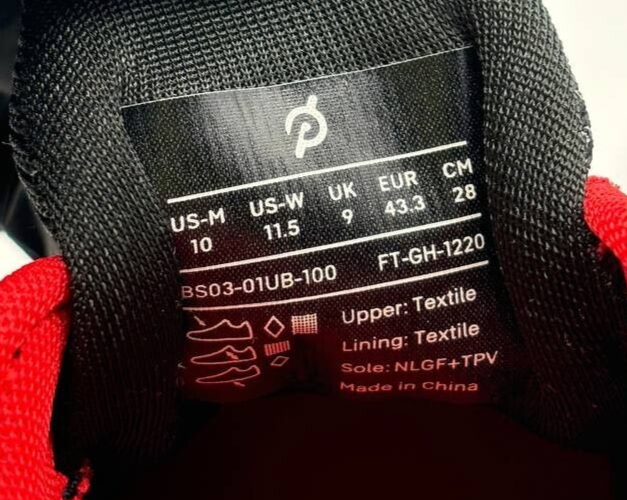 US-M US-W UK EUR CM
10 11.5 9 43.3 28
BS03-01UB-100 FT-GH-1220
Upper: Textile
Lining: Textile
Sole: NLGF+TPV
Made in China